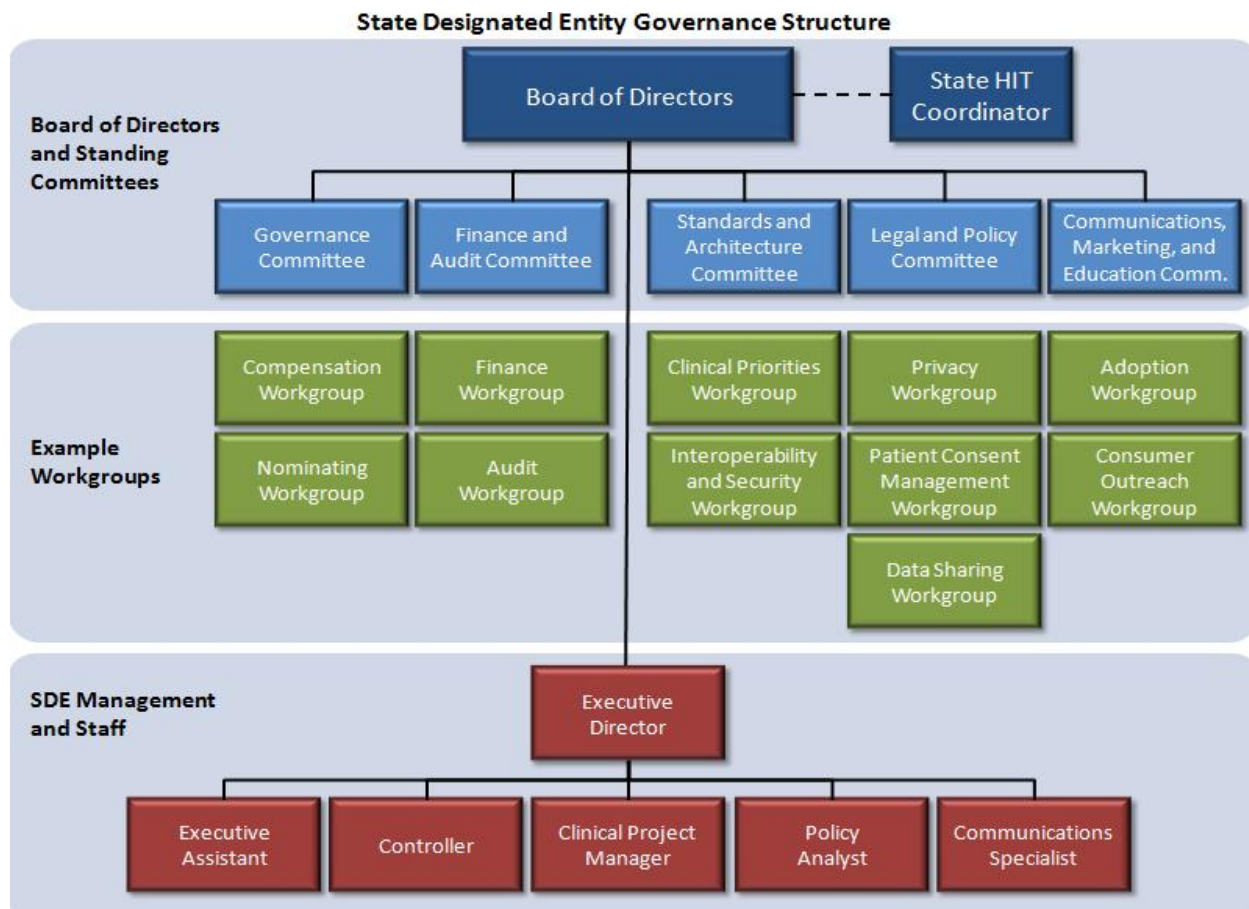 State Designated Entity Governance Structure
Board of Directors
State HIT
Coordinator
Board of Directors
and Standing
Committees
Governance
Committee
Finance and
Audit Committee
Standards and
Architecture
Committee
Legal and Policy
Committee
Communications,
Marketing, and
Education Comm.
Example
Workgroups
Compensation
Workgroup
Finance
Workgroup
Clinical Priorities
Workgroup
Privacy
Workgroup
Adoption
Workgroup
Nominating
Workgroup
Audit
Workgroup
Interoperability
and Security
Workgroup
Patient Consent
Management
Workgroup
Consumer
Outreach
Workgroup
Data Sharing
Workgroup
SDE Management
and Staff
Executive
Director
Executive
Assistant
Controller
Clinical Project
Manager
Policy
Analyst
Communications
Specialist